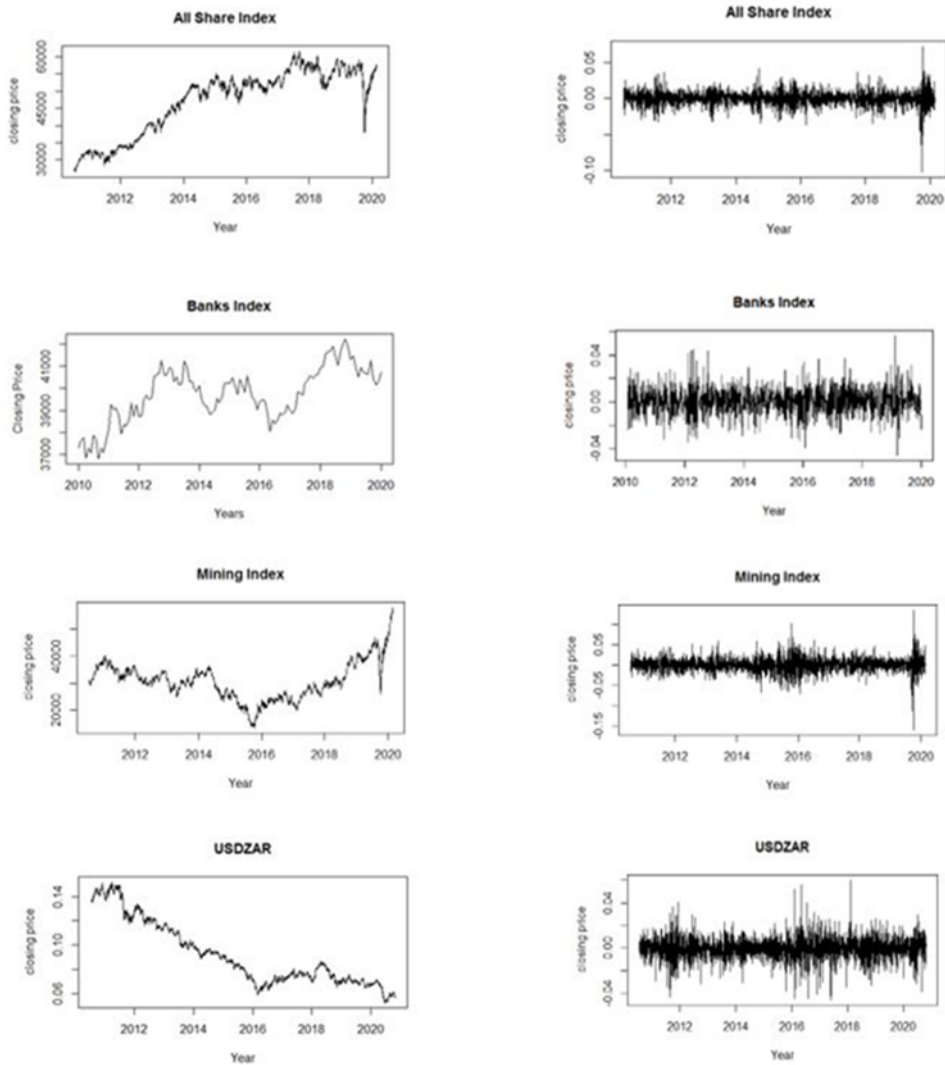 All Share Index
closing price
30000 45000 60000
2012 2014 2016 2018 2020
Year
All Share Index
closing price
-0.10 0.00 0.05
2012 2014 2016 2018 2020
Year
Banks Index
Closing Price
37000 39000 41000
2010 2012 2014 2016 2018 2020
Years
Banks Index
closing price
-0.04 0.00 0.04
2010 2012 2014 2016 2018 2020
Year
Mining Index
closing price
20000 40000
2012 2014 2016 2018 2020
Year
Mining Index
closing price
-0.15 -0.05 0.05
2012 2014 2016 2018 2020
Year
USDZAR
closing price
0.06 0.10 0.14
2012 2014 2016 2018 2020
Year
USDZAR
closing price
-0.04 0.00 0.04
2012 2014 2016 2018 2020
Year